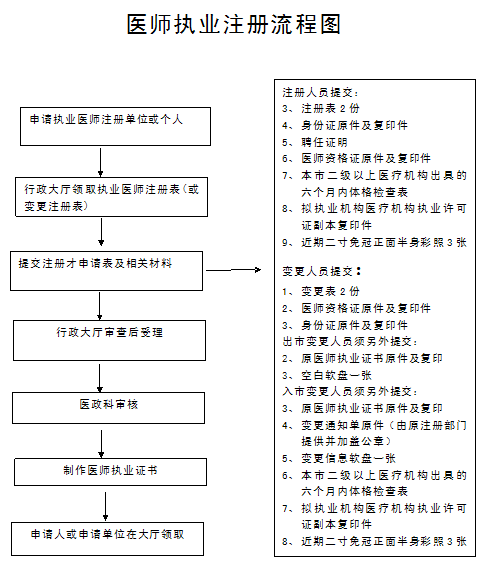 医师执业注册流程图
申请执业医师注册单位或个人
行政大厅领取执业医师注册表(或
变更注册表)
提交注册才申请表及相关材料
行政大厅审查后受理
医政科审核
制作医师执业证书
申请人或申请单位在大厅领取
注册人员提交：
3、 注册表 2 份
4、 身份证原件及复印件
5、 聘任证明
6、 医师资格证原件及复印件
7、 本市二级以上医疗机构出具的
六个月内体格检查表
8、 拟执业机构医疗机构执业许可
证副本复印件
9、 近期二寸免冠正面半身彩照 3 张
变更人员提交：
1、 变更表 2 份
2、 医师资格证原件及复印件
3、 身份证原件及复印件
出市变更人员须另外提交：
2、 原医师执业证书原件及复印
3、 空白软盘一张
入市变更人员须另外提交：
3、 原医师执业证书原件及复印
4、 变更通知单原件（由原注册部门
提供并加盖公章）
5、 变更信息软盘一张
6、 本市二级以上医疗机构出具的
六个月内体格检查表
7、 拟执业机构医疗机构执业许可
证副本复印件
8、 近期二寸免冠正面半身彩照 3 张